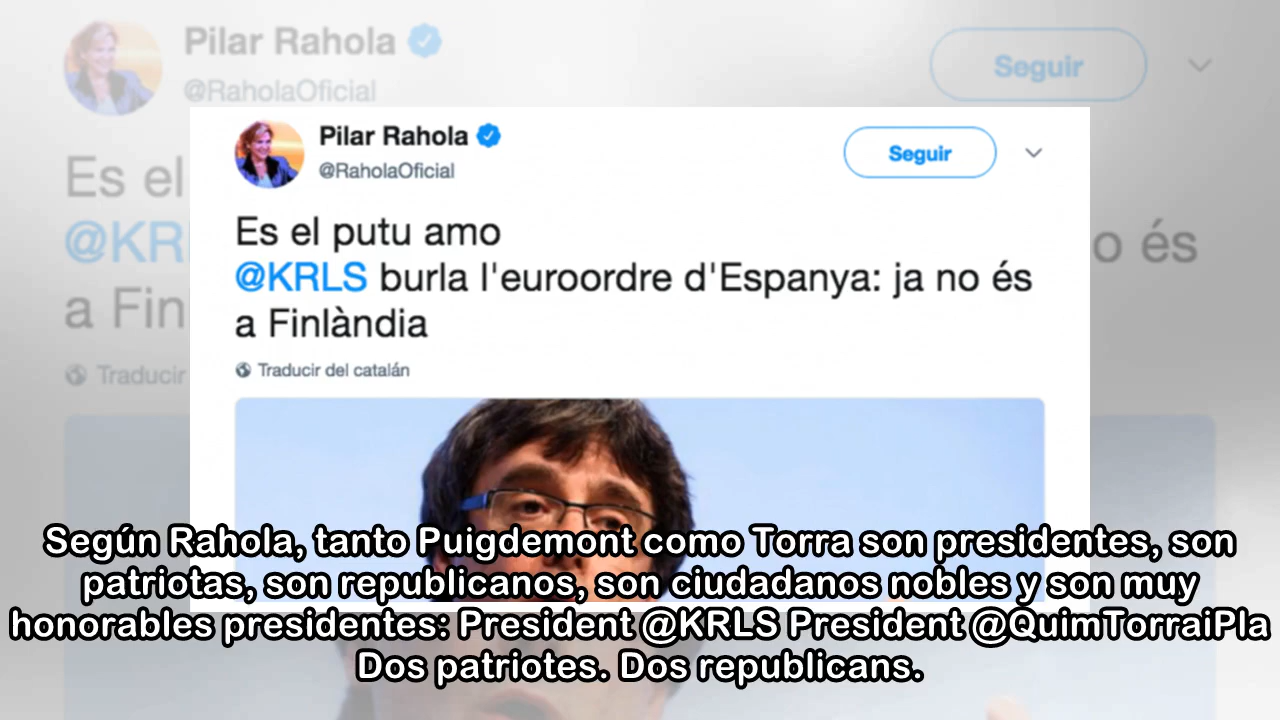 Pilar Rahola
@RaholaOficial
Seguir
Es el
@KR
o és
a Fin
Traducir
Pilar Rahola
@RaholaOficial
Seguir
Es el putu amo
@KRLS burla l'euroordre d'Espanya: ja no és
a Finlàndia
Traducir del catalán
Según Rahola, tanto Puigdemont como Torra son presidentes, son
patriotas, son republicanos, son ciudadanos nobles y son muy
honorables presidentes: President @KRLS President @QuimTorraiPla
Dos patriotes. Dos republicans.